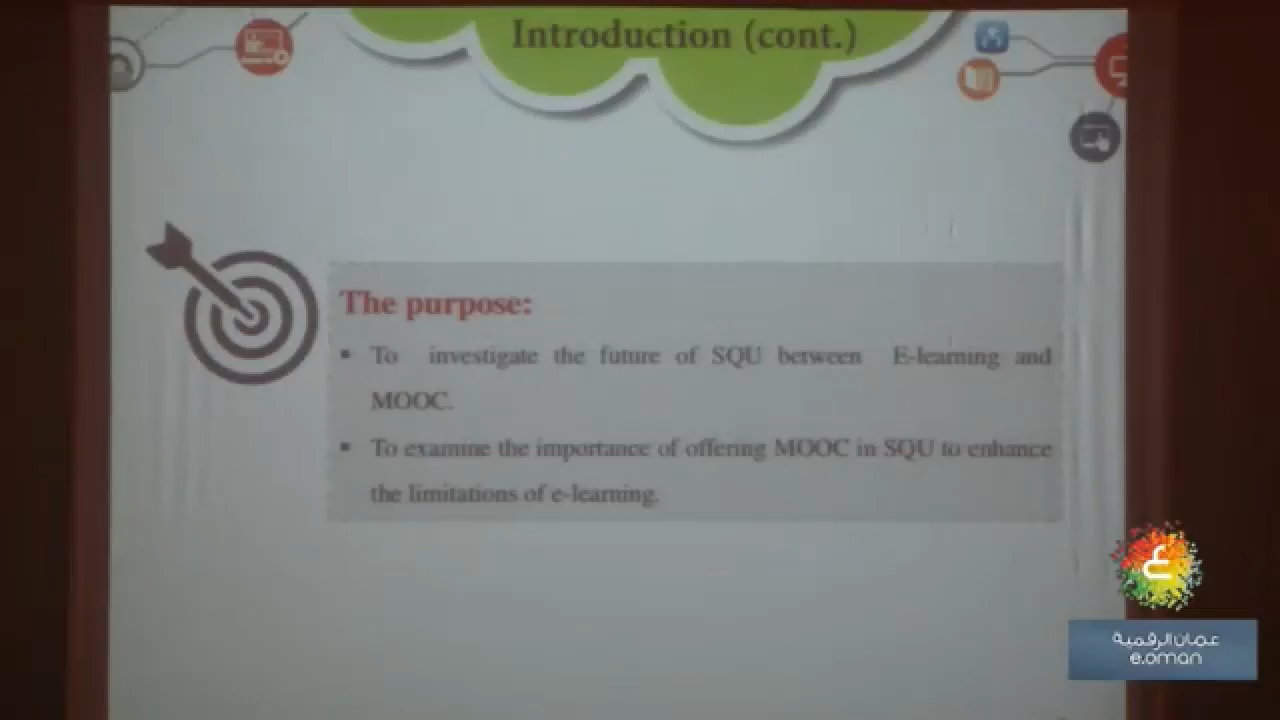 Introduction (cont.)
The purpose:
▪ To investigate the future of SQU between E-learning and
MOOC.
▪ To examine the importance of offering MOOC in SQU to enhance
the limitations of e-learning.
ع
عمان الرقمية
e.oman